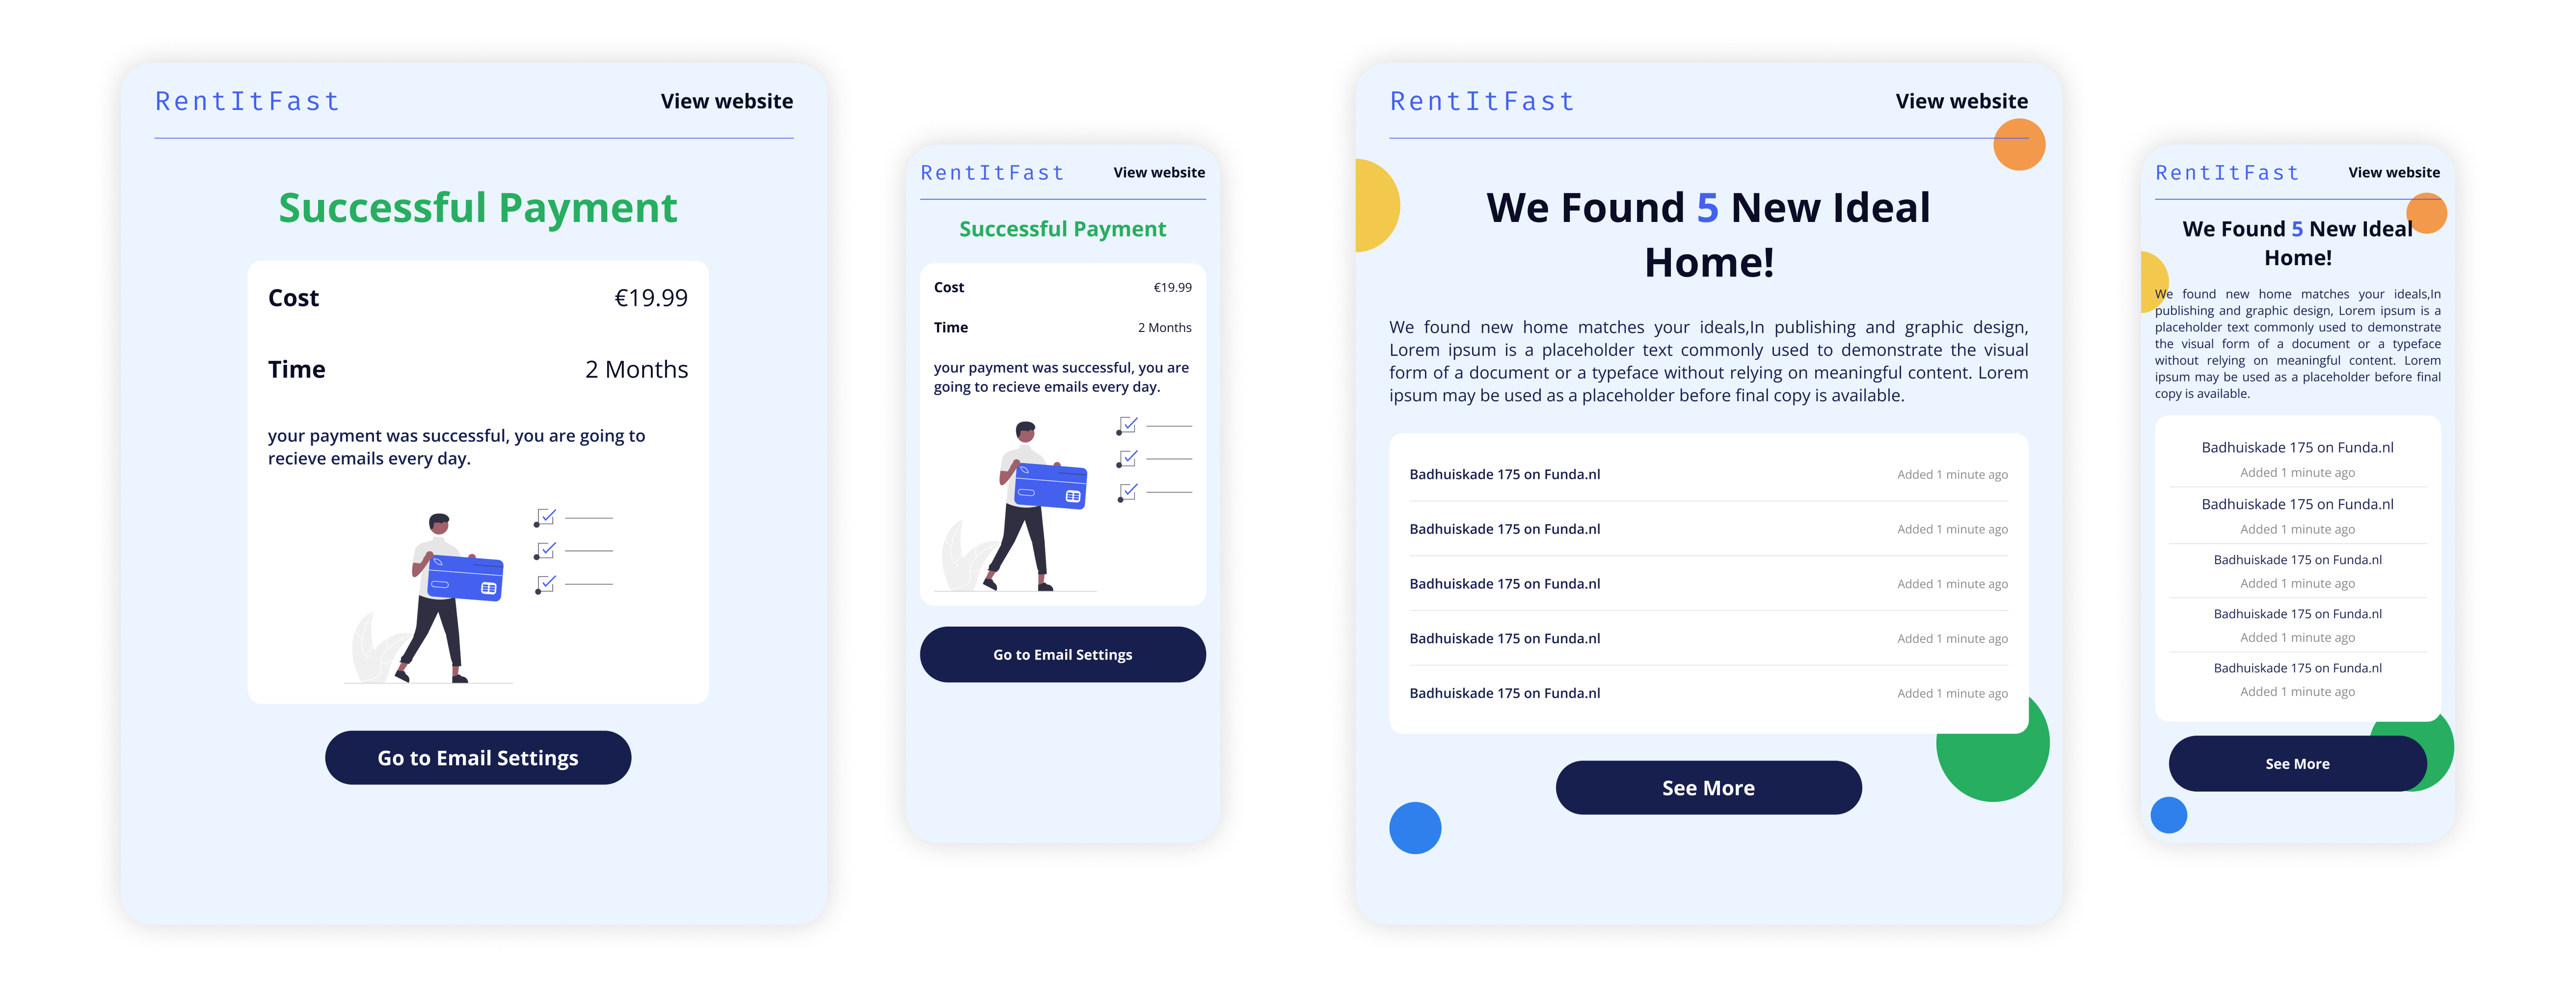 RentItFast
View website
Successful Payment
Cost
€19.99
Time
2 Months
your payment was successful, you are going to
recieve emails every day.
Go to Email Settings
RentItFast
View website
Successful Payment
Cost
€19.99
Time
2 Months
your payment was successful, you are
going to recieve emails every day.
Go to Email Settings
RentItFast
View website
We Found 5 New Ideal
Home!
We found new home matches your ideals,In publishing and graphic design,
Lorem ipsum is a placeholder text commonly used to demonstrate the visual
form of a document or a typeface without relying on meaningful content. Lorem
ipsum may be used as a placeholder before final copy is available.
Badhuiskade 175 on Funda.nl
Added 1 minute ago
Badhuiskade 175 on Funda.nl
Added 1 minute ago
Badhuiskade 175 on Funda.nl
Added 1 minute ago
Badhuiskade 175 on Funda.nl
Added 1 minute ago
Badhuiskade 175 on Funda.nl
Added 1 minute ago
See More
RentItFast
View website
We Found 5 New Ideal
Home!
We found new home matches your ideals,In
publishing and graphic design, Lorem ipsum is a
placeholder text commonly used to demonstrate
the visual form of a document or a typeface
without relying on meaningful content. Lorem
ipsum may be used as a placeholder before final
copy is available.
Badhuiskade 175 on Funda.nl
Added 1 minute ago
Badhuiskade 175 on Funda.nl
Added 1 minute ago
Badhuiskade 175 on Funda.nl
Added 1 minute ago
Badhuiskade 175 on Funda.nl
Added 1 minute ago
Badhuiskade 175 on Funda.nl
Added 1 minute ago
See More